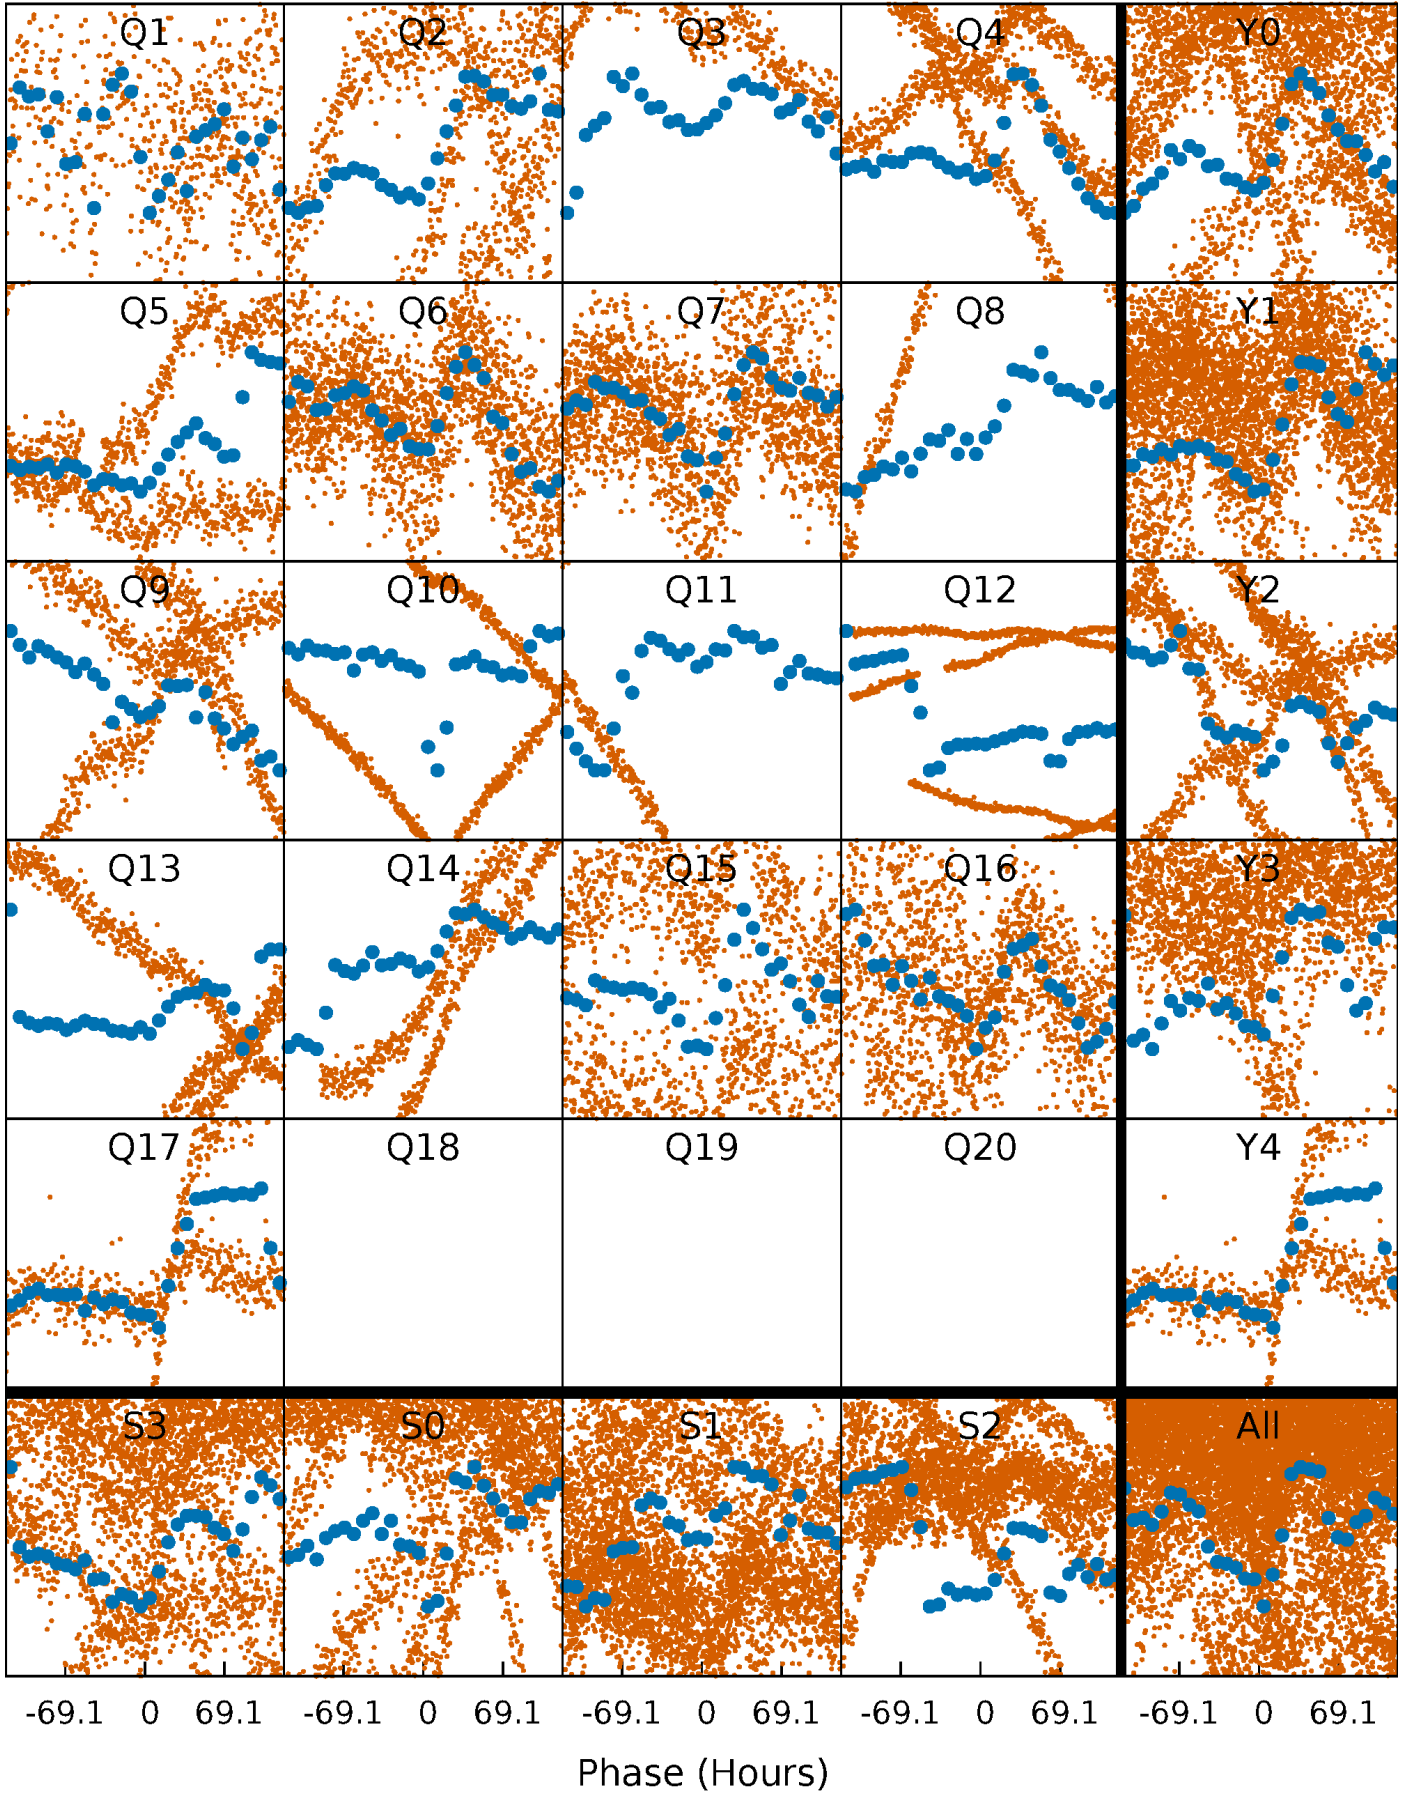 Q1 Q2 Q3 Q4 Y0
Q5 Q6 Q7 Q8 Y1
Q9 Q10 Q11 Q12 Y2
Q13 Q14 Q15 Q16 Y3
Q17 Q18 Q19 Q20 Y4
S3 S0 S1 S2 All
-69.1 0 69.1 -69.1 0 69.1 -69.1 0 69.1 -69.1 0 69.1 -69.1 0 69.1
Phase (Hours)